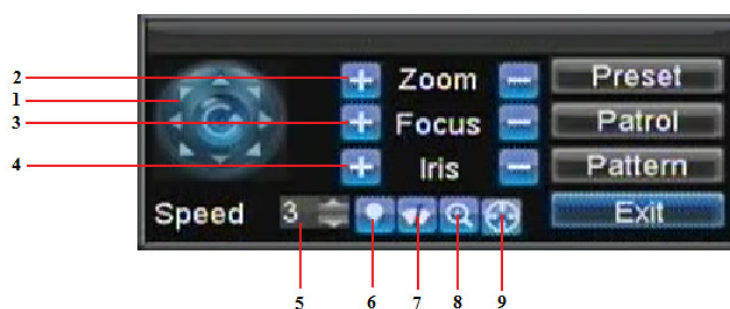 2 + Zoom − Preset
1
3 + Focus − Patrol
4 + Iris − Pattern
Speed 3 Exit
5 6 7 8 9